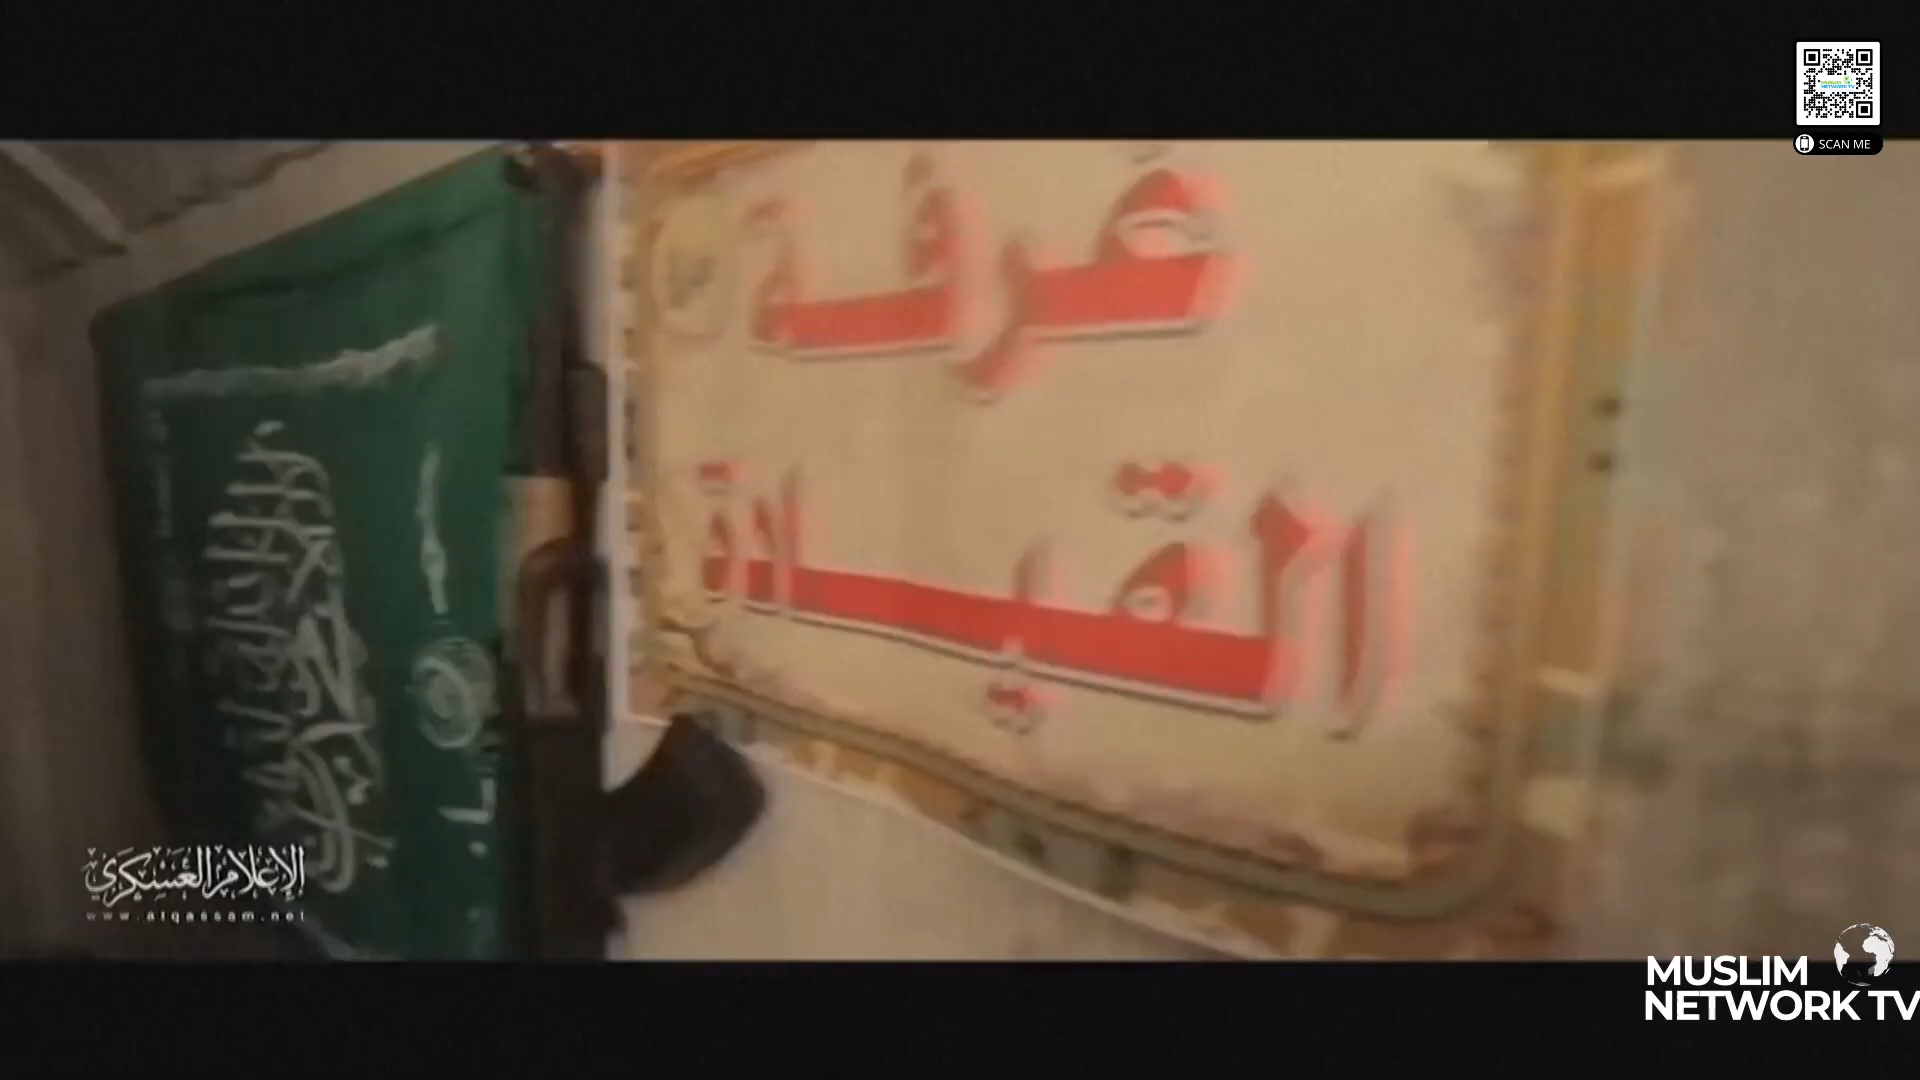 SCAN ME
غرفة
القيادة
الإعلام العسكري
www.alqassam.net
MUSLIM
NETWORK TV